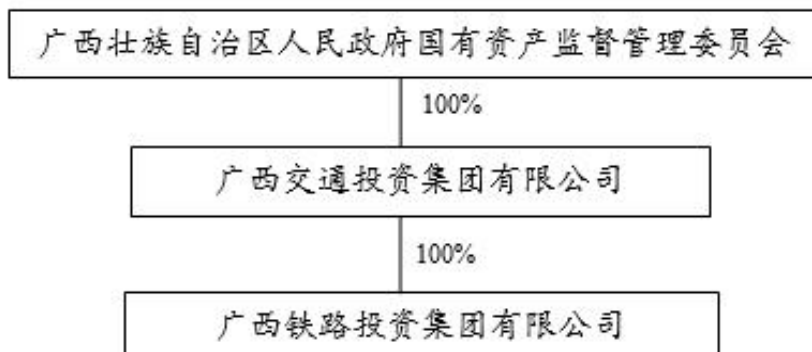 广西壮族自治区人民政府国有资产监督管理委员会
100%
广西交通投资集团有限公司
100%
广西铁路投资集团有限公司